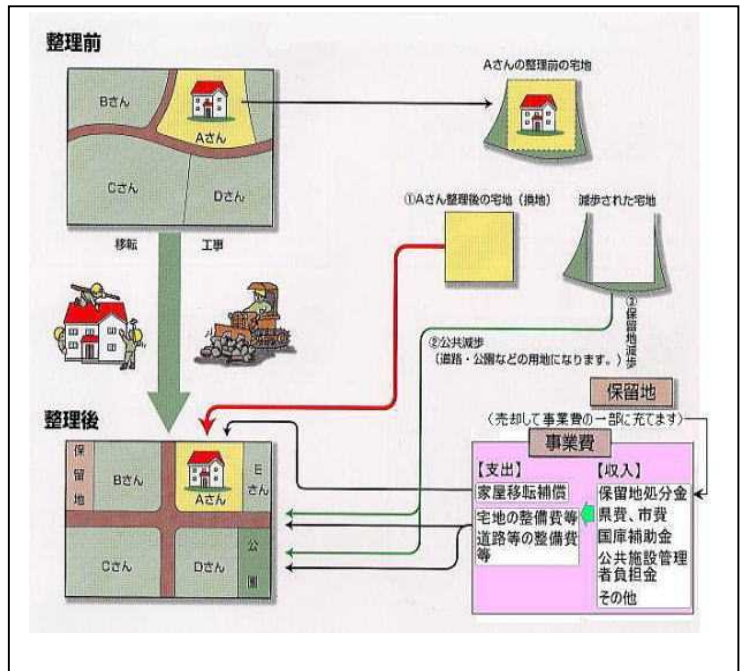 整理前
Bさん
Aさん
Cさん
Dさん
Aさんの整理前の宅地
①Aさん整理後の宅地（換地）
減歩された宅地
移転
工事
②公共減歩
（道路・公園などの用地になります。）
③保留地減歩
保留地
（売却して事業費の一部に充てます）
整理後
保留地
Bさん
Aさん
Eさん
Cさん
Dさん
公園
事業費
【支出】
家屋移転補償
宅地の整備費等
道路等の整備費
等
【収入】
保留地処分金
県費、市費
国庫補助金
公共施設管理
者負担金
その他